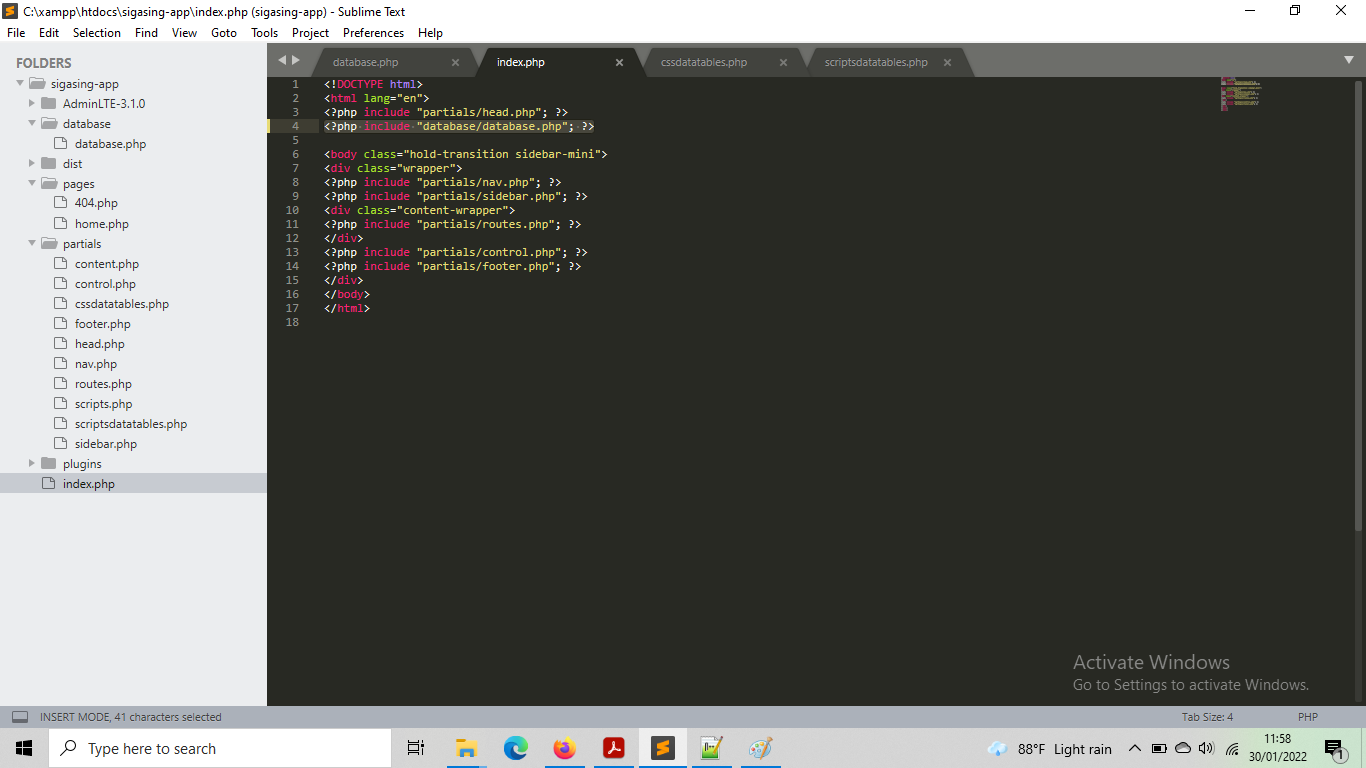 C:\xampp\htdocs\sigasing-app\index.php (sigasing-app) - Sublime Text
File Edit Selection Find View Goto Tools Project Preferences Help
FOLDERS
sigasing-app
AdminLTE-3.1.0
database
database.php
dist
pages
404.php
home.php
partials
content.php
control.php
cssdatatables.php
footer.php
head.php
nav.php
routes.php
scripts.php
scriptsdatatables.php
sidebar.php
plugins
index.php
database.php index.php cssdatatables.php scriptsdatatables.php
1 <!DOCTYPE html>
2 <html lang="en">
3 <?php include "partials/head.php"; ?>
4 <?php include "database/database.php"; ?>
5
6 <body class="hold-transition sidebar-mini">
7 <div class="wrapper">
8 <?php include "partials/nav.php"; ?>
9 <?php include "partials/sidebar.php"; ?>
10 <div class="content-wrapper">
11 <?php include "partials/routes.php"; ?>
12 </div>
13 <?php include "partials/control.php"; ?>
14 <?php include "partials/footer.php"; ?>
15 </div>
16 </body>
17 </html>
18
Activate Windows
Go to Settings to activate Windows.
INSERT MODE, 41 characters selected Tab Size: 4 PHP
Type here to search 88°F Light rain 11:58
30/01/2022 1